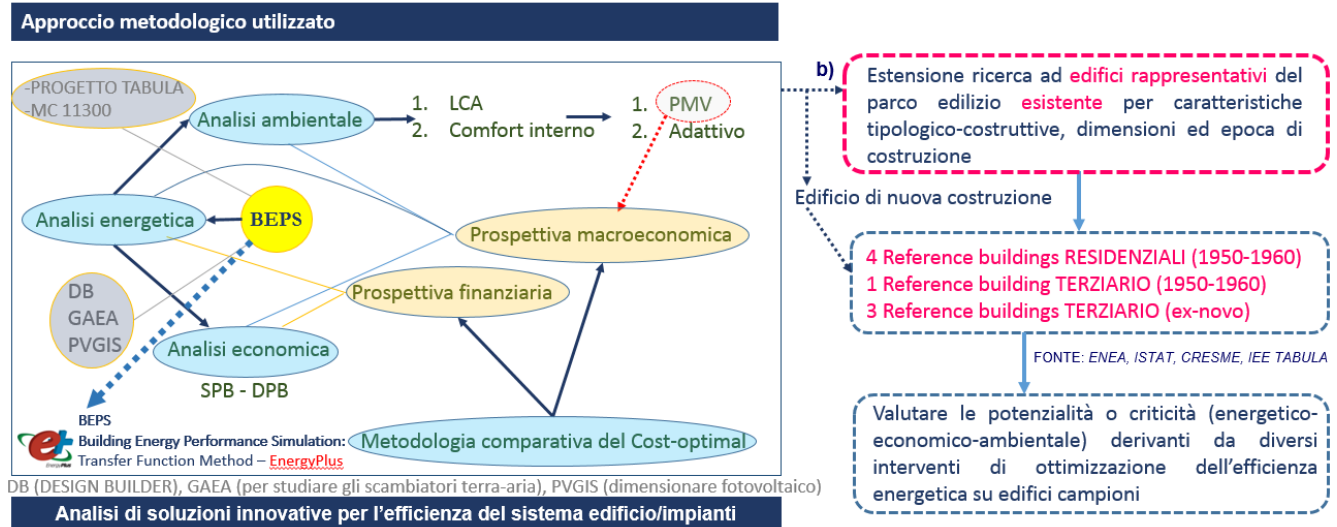 Approccio metodologico utilizzato
-PROGETTO TABULA
-MC 11300
Analisi ambientale
1. LCA
2. Comfort interno
1. PMV
2. Adattivo
Analisi energetica
BEPS
Prospettiva macroeconomica
Prospettiva finanziaria
DB
GAEA
PVGIS
Analisi economica
SPB - DPB
BEPS
Building Energy Performance Simulation:
Transfer Function Method – EnergyPlus
et
EnergyPlus
Metodologia comparativa del Cost-optimal
DB (DESIGN BUILDER), GAEA (per studiare gli scambiatori terra-aria), PVGIS (dimensionare fotovoltaico)
Analisi di soluzioni innovative per l’efficienza del sistema edificio/impianti
b)
Estensione ricerca ad edifici rappresentativi del
parco edilizio esistente per caratteristiche
tipologico-costruttive, dimensioni ed epoca di
costruzione
Edificio di nuova costruzione
4 Reference buildings RESIDENZIALI (1950-1960)
1 Reference building TERZIARIO (1950-1960)
3 Reference buildings TERZIARIO (ex-novo)
FONTE: ENEA, ISTAT, CRESME, IEE TABULA
Valutare le potenzialità o criticità (energetico-
economico-ambientale) derivanti da diversi
interventi di ottimizzazione dell’efficienza
energetica su edifici campioni